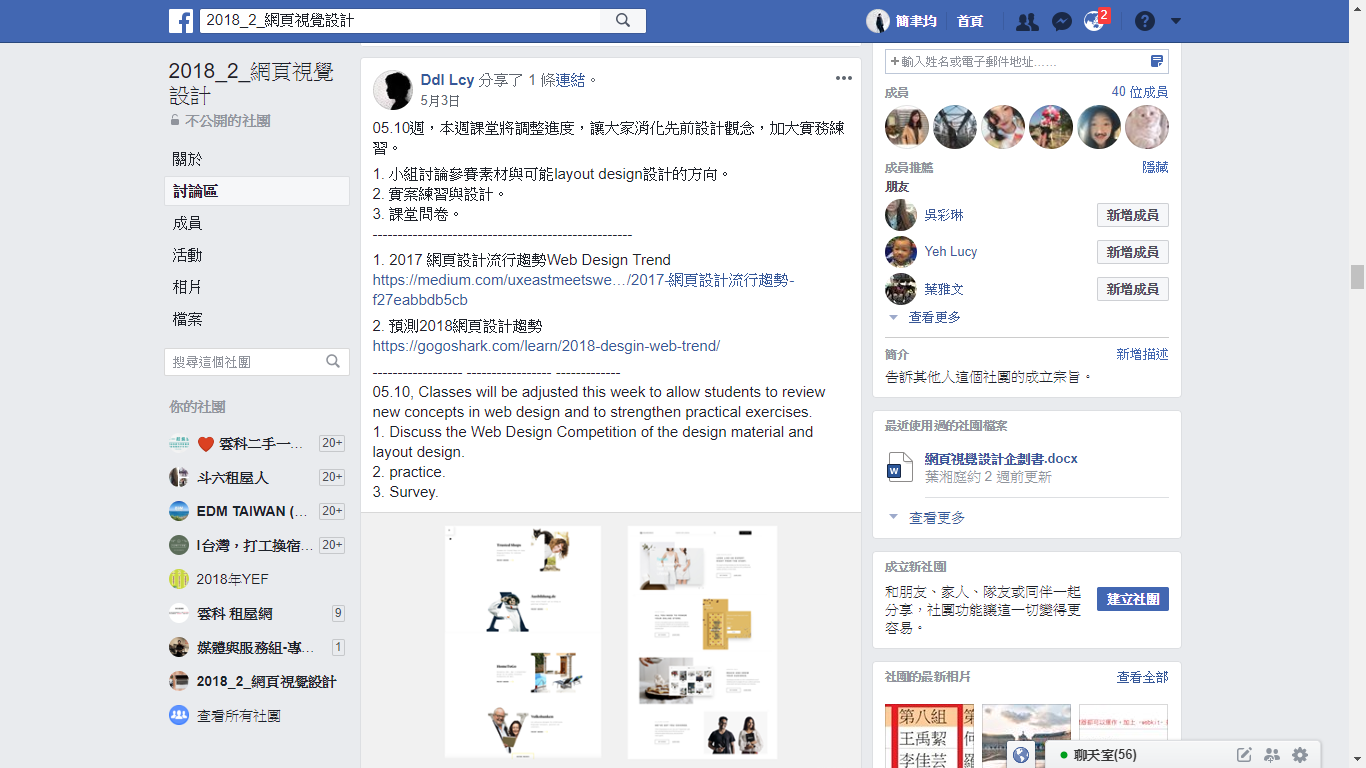 2018_2_網頁視覺設計
簡聿均
首頁
2
2018_2_網頁視覺
設計
不公開的社團
關於
討論區
成員
活動
相片
檔案
搜尋這個社團
你的社團
雲科二手一…
20+
斗六租屋人
20+
EDM TAIWAN (…
20+
I台灣，打工換宿…
20+
2018年YEF
雲科 租屋網
9
媒體與服務組-專…
1
2018_2_網頁視覺設計
查看所有社團
Ddl Lcy 分享了 1 條連結。
5月3日
05.10週，本週課堂將調整進度，讓大家消化先前設計觀念，加大實務練
習。
1. 小組討論參賽素材與可能layout design設計的方向。
2. 實案練習與設計。
3. 課堂問卷。
----------------------------------------------------
1. 2017 網頁設計流行趨勢Web Design Trend
https://medium.com/uxeastmeetswe…/2017-網頁設計流行趨勢-
f27eabbdb5cb
2. 預測2018網頁設計趨勢
https://gogoshark.com/learn/2018-desgin-web-trend/
------------------ ----------------- -------------
05.10, Classes will be adjusted this week to allow students to review
new concepts in web design and to strengthen practical exercises.
1. Discuss the Web Design Competition of the design material and
layout design.
2. practice.
3. Survey.
+ 輸入姓名或電子郵件地址……
成員
40 位成員
成員推薦
隱藏
朋友
吳彩琳
新增成員
Yeh Lucy
新增成員
葉雅文
新增成員
查看更多
簡介
新增描述
告訴其他人這個社團的成立宗旨。
最近使用過的社團檔案
網頁視覺設計企劃書.docx
葉湘庭約 2 週前更新
查看更多
成立新社團
和朋友、家人、隊友或同伴一起
分享，社團功能讓這一切變得更
容易。
建立社團
社團的最新相片
查看全部
第八組
王禹絜
李佳芸
聊天室(56)